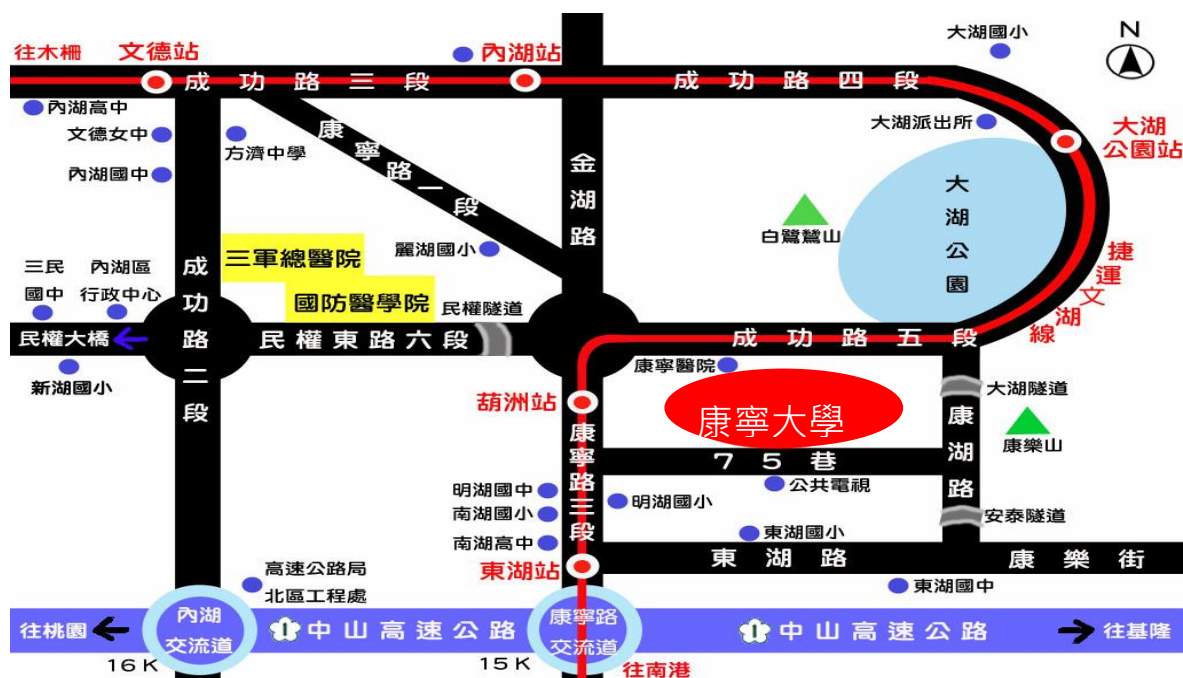 大湖國小
N
往木柵
文德站
內湖站
成功路三段
成功路四段
內湖高中
文德女中
方濟中學
內湖國中
康寧路一段
金湖路
大湖派出所
大湖
公園站
大湖公園
白鷺鷥山
三軍總醫院
國防醫學院
麗湖國小
捷運文湖線
三民
國中
內湖區
行政中心
成功路二段
民權隧道
民權大橋
民權東路六段
成功路五段
新湖國小
康寧醫院
大湖隧道
葫洲站
康寧大學
康湖路
康樂山
康寧路三段
75巷
公共電視
明湖國中
明湖國小
南湖國小
安泰隧道
南湖高中
東湖國小
東湖站
東湖路
康樂街
高速公路局
北區工程處
東湖國中
往桃園
內湖
交流道
1
中山高速公路
康寧路
交流道
1
中山高速公路
往基隆
16K
15K
往南港